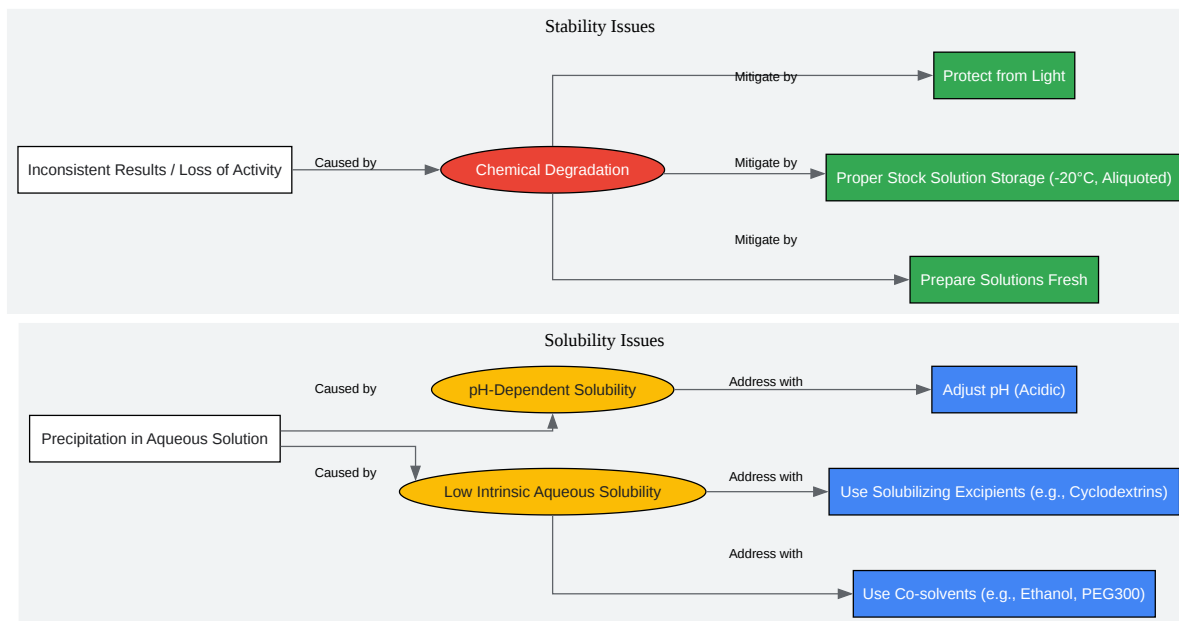 Stability Issues
Mitigate by
Protect from Light
Inconsistent Results / Loss of Activity
Caused by
Chemical Degradation
Mitigate by
Proper Stock Solution Storage (-20°C, Aliquoted)
Mitigate by
Prepare Solutions Fresh
Solubility Issues
Caused by
pH-Dependent Solubility
Address with
Adjust pH (Acidic)
Precipitation in Aqueous Solution
Caused by
Low Intrinsic Aqueous Solubility
Address with
Use Solubilizing Excipients (e.g., Cyclodextrins)
Address with
Use Co-solvents (e.g., Ethanol, PEG300)